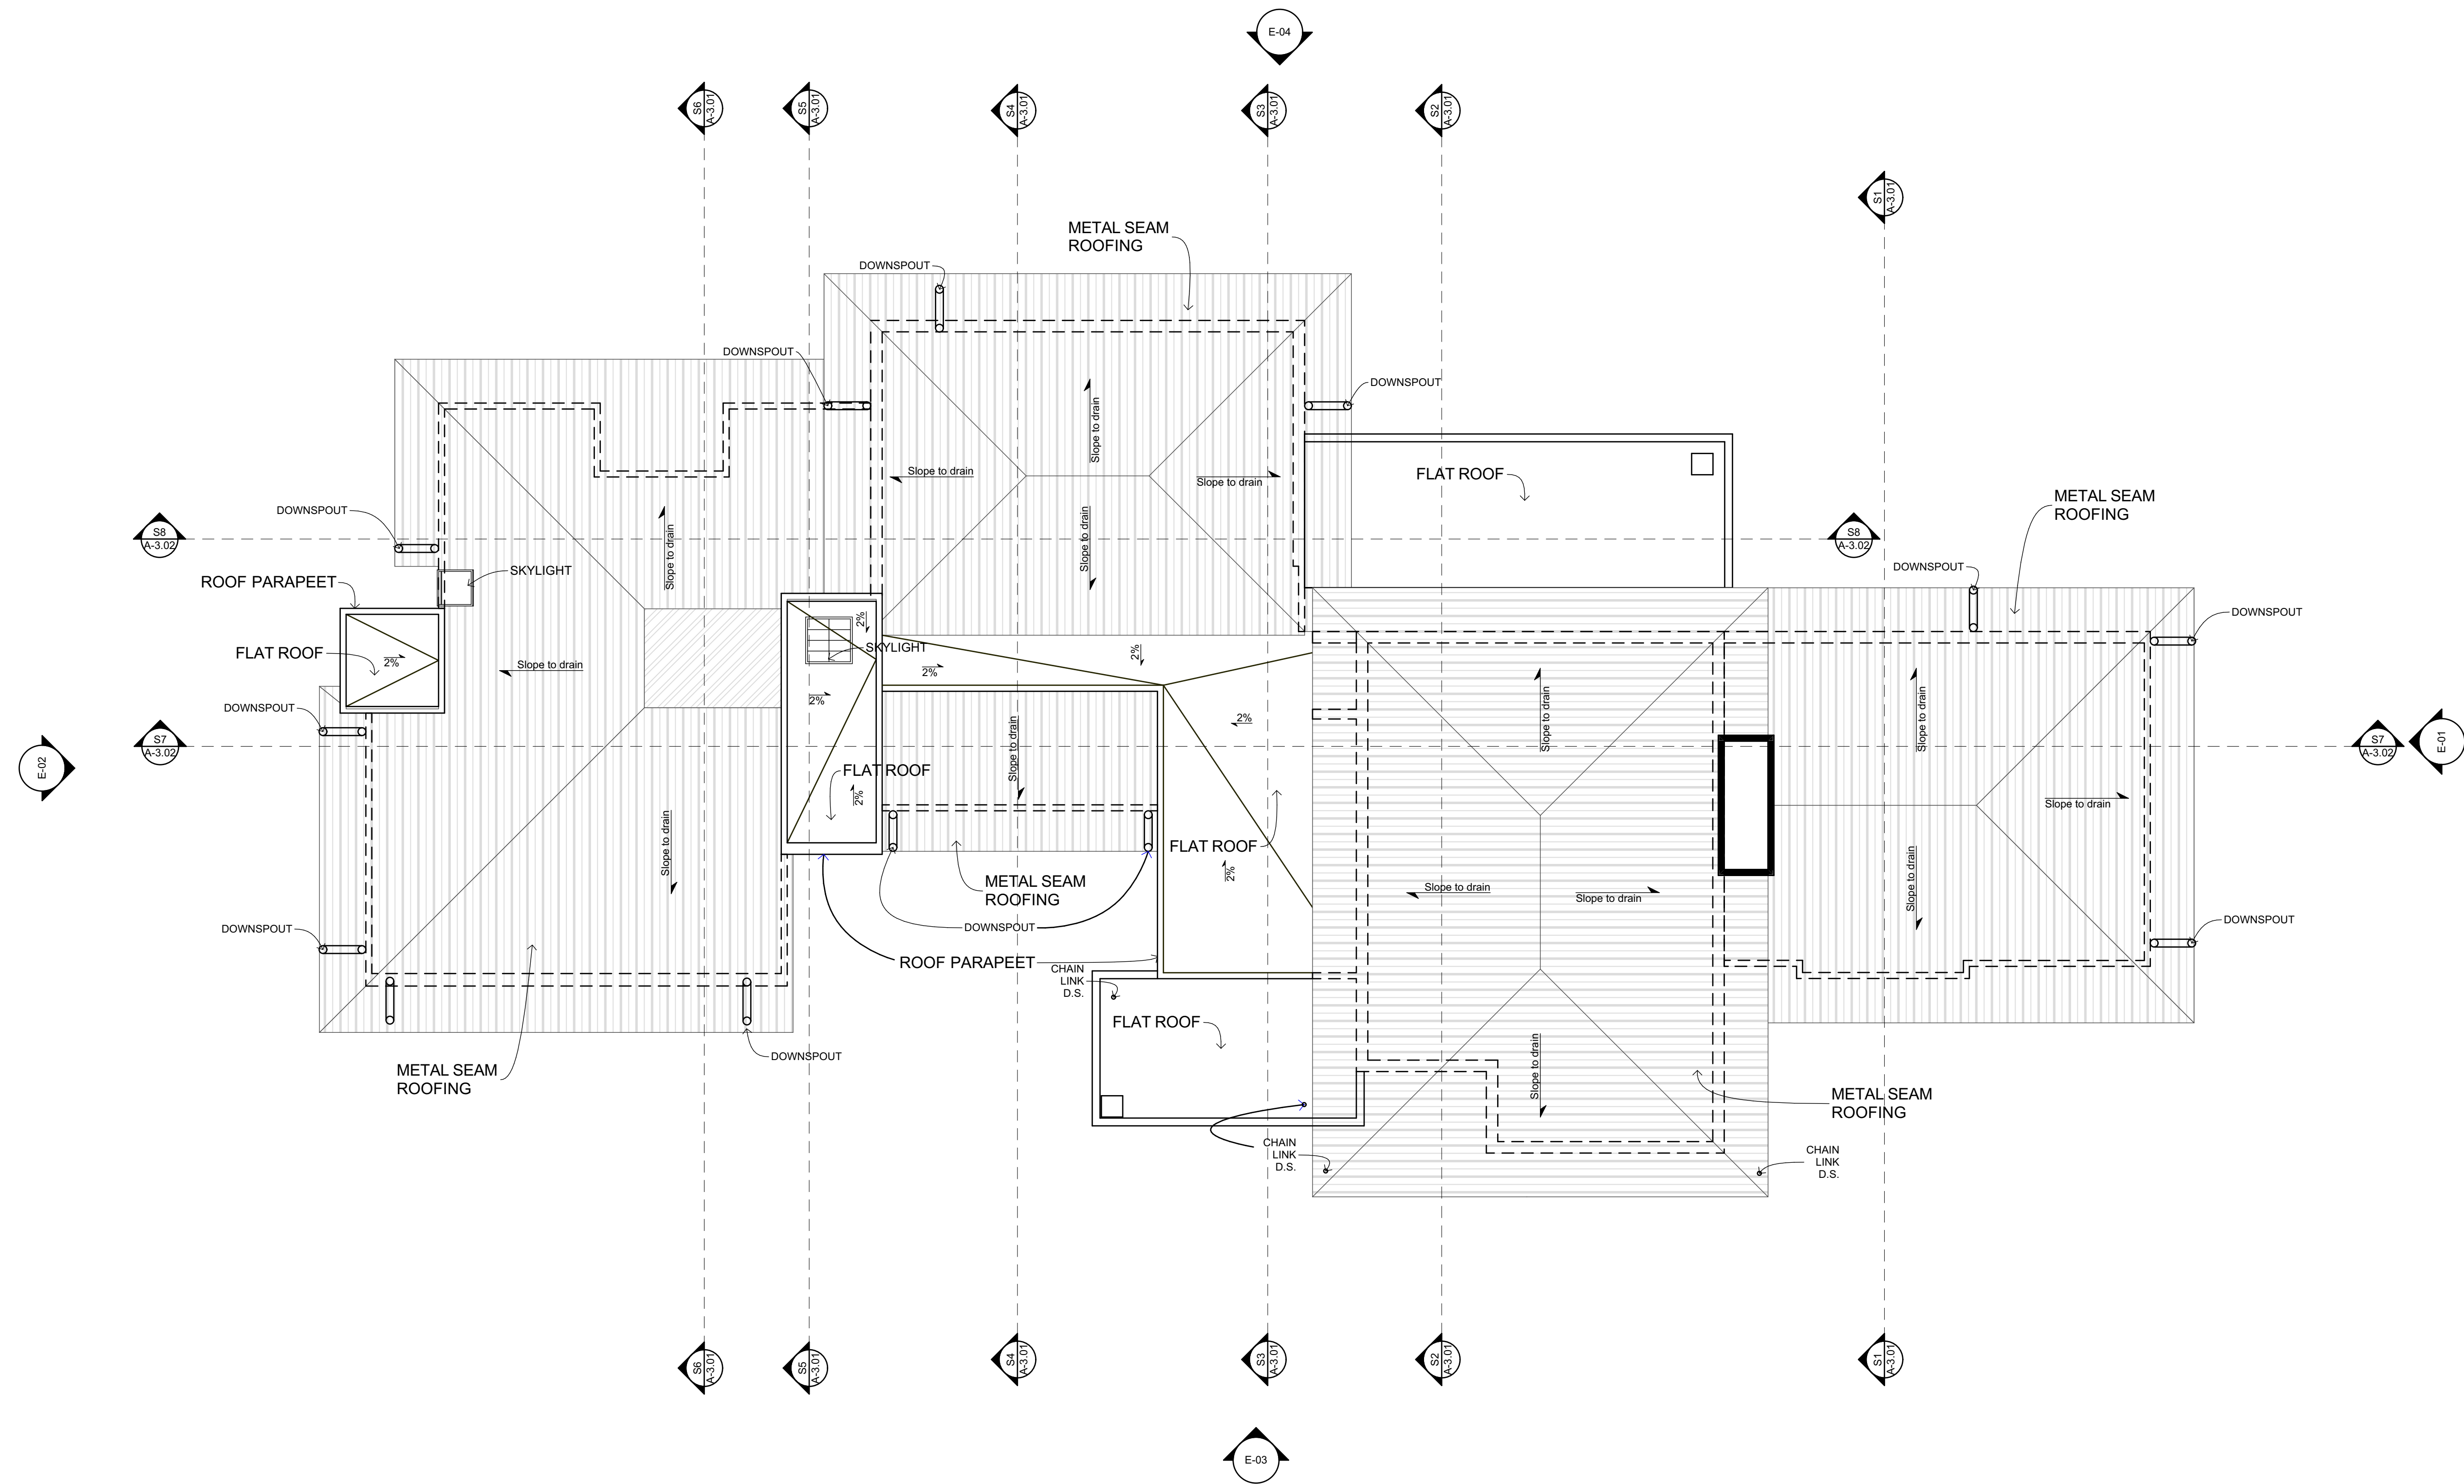 E-04
S6
A-3.01
S5
A-3.01
S4
A-3.01
S3
A-3.01
S2
A-3.01
S1
A-3.01
METAL SEAM
ROOFING
DOWNSPOUT
DOWNSPOUT
DOWNSPOUT
Slope to drain
Slope to drain
Slope to drain
Slope to drain
FLAT ROOF
METAL SEAM
ROOFING
DOWNSPOUT
S8
A-3.02
S8
A-3.02
Slope to drain
SKYLIGHT
ROOF PARAPEET
DOWNSPOUT
DOWNSPOUT
2%
FLAT ROOF
2%
Slope to drain
SKYLIGHT
2%
2%
2%
DOWNSPOUT
2%
Slope to drain
Slope to drain
Slope to drain
S7
A-3.02
S7
A-3.02
E-02
E-01
FLAT ROOF
2%
Slope to drain
Slope to drain
FLAT ROOF
2%
Slope to drain
Slope to drain
Slope to drain
METAL SEAM
ROOFING
DOWNSPOUT
DOWNSPOUT
DOWNSPOUT
ROOF PARAPEET
CHAIN
LINK
D.S.
FLAT ROOF
DOWNSPOUT
METAL SEAM
ROOFING
Slope to drain
METAL SEAM
ROOFING
CHAIN
LINK
D.S.
CHAIN
LINK
D.S.
S6
A-3.01
S5
A-3.01
S4
A-3.01
S3
A-3.01
S2
A-3.01
S1
A-3.01
E-03